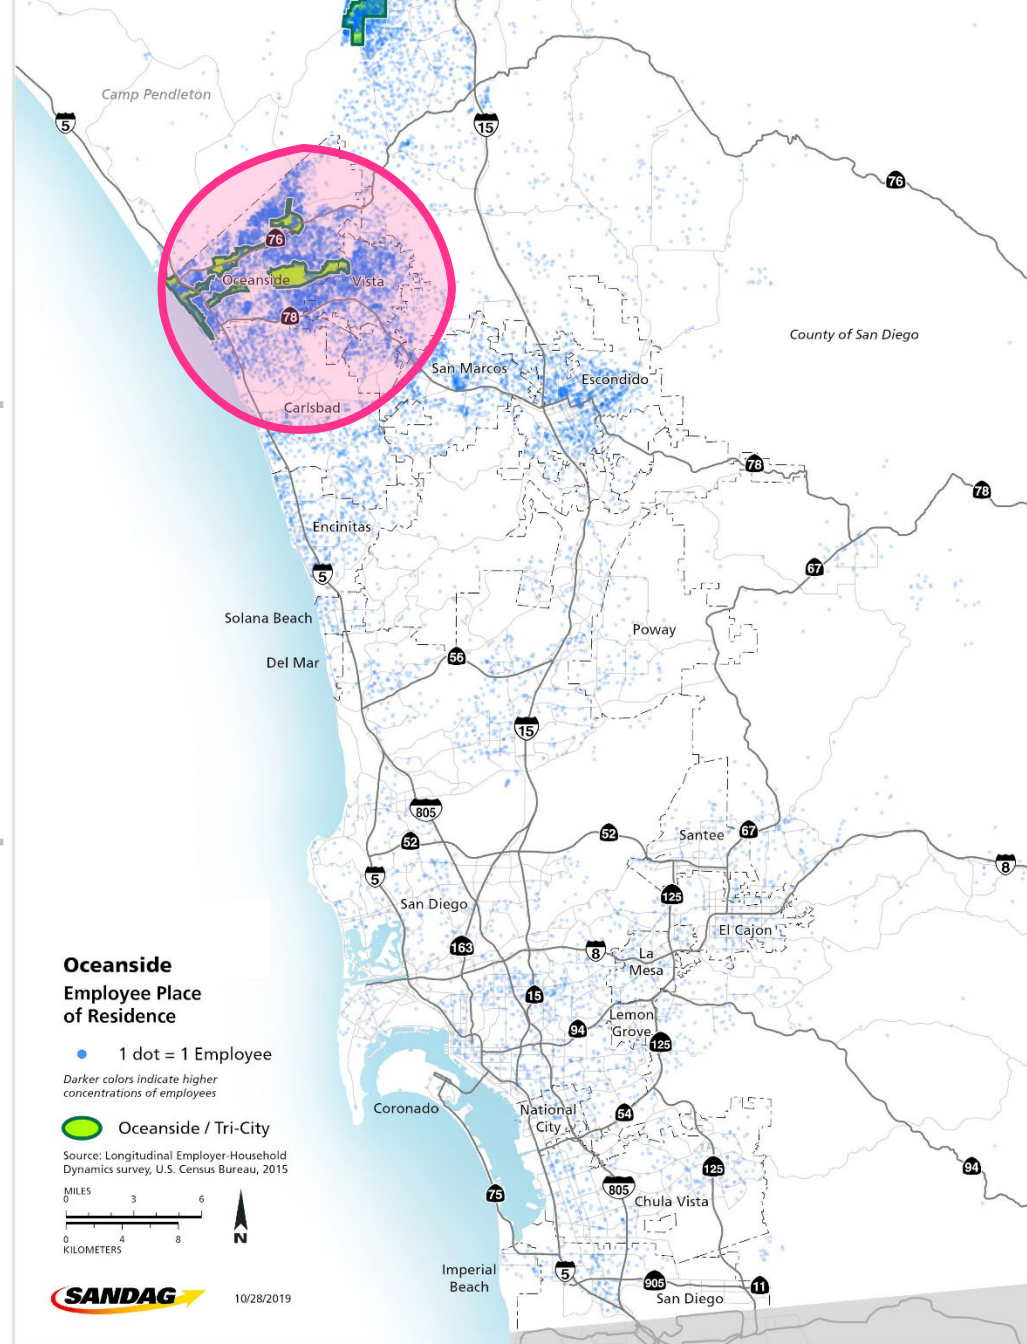 Camp Pendleton
5
15
76
76
Oceanside
Vista
78
County of San Diego
San Marcos
Escondido
Carlsbad
78
78
Encinitas
67
5
Solana Beach
Poway
56
Del Mar
15
805
52
52
Santee
67
5
8
125
San Diego
El Cajon
163
8
La
Mesa
Oceanside
Employee Place
of Residence
15
Lemon
Grove
94
125
1 dot = 1 Employee
Darker colors indicate higher
concentrations of employees
Coronado
National
City
54
Oceanside / Tri-City
Source: Longitudinal Employer-Household
Dynamics survey, U.S. Census Bureau, 2015
125
94
MILES
0 3 6
75
805
Chula Vista
N
0 4 8
KILOMETERS
Imperial
Beach
5
905
11
SANDAG
10/28/2019
San Diego